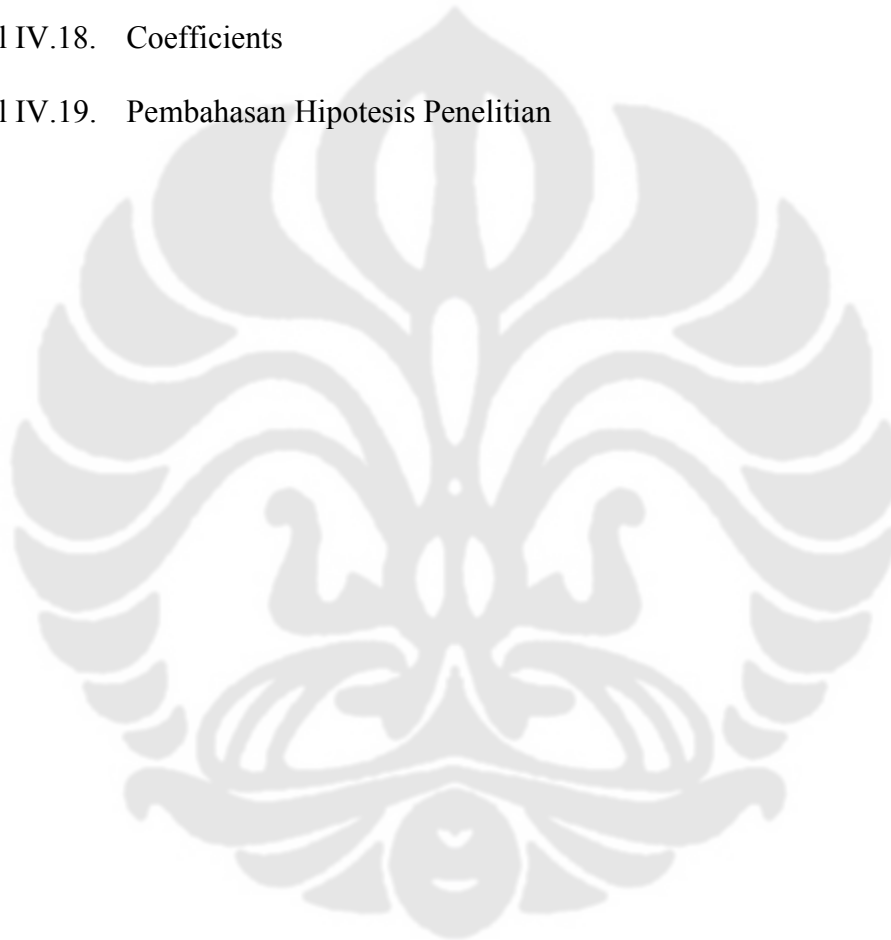 l IV.18. Coefficients
l IV.19. Pembahasan Hipotesis Penelitian